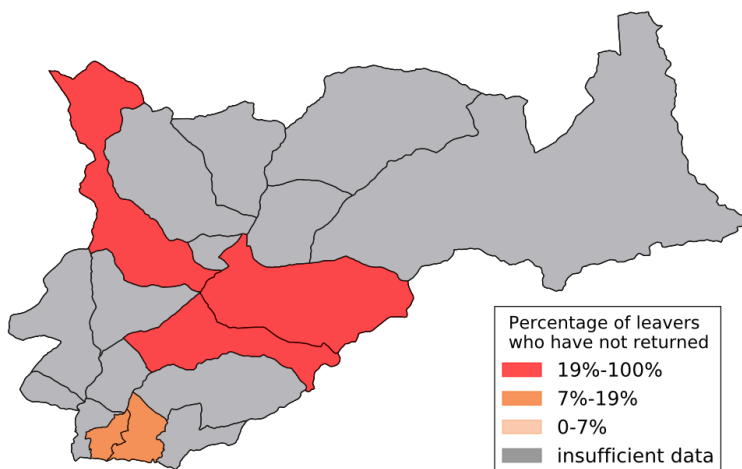 Percentage of leavers
who have not returned
19%-100%
7%-19%
0-7%
insufficient data